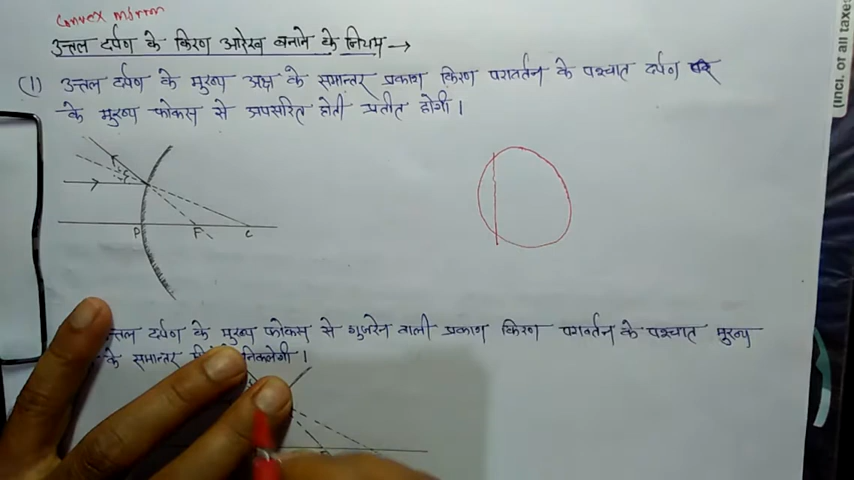 convex mirror
उत्तल दर्पण के किरण आरेख बनाने के नियम →
(1) उत्तल दर्पण के मुख्य अक्ष के समान्तर प्रकाश किरण परावर्तन के पश्चात दर्पण
के मुख्य फोकस से अपसरित होती प्रतीत होगी।
P F C
त्तल दर्पण के मुख्य फोकस से गुजरने वाली प्रकाश किरण परावर्तन के पश्चात मुख्य
के समान्तर निकलेगी।
(incl. of all taxes